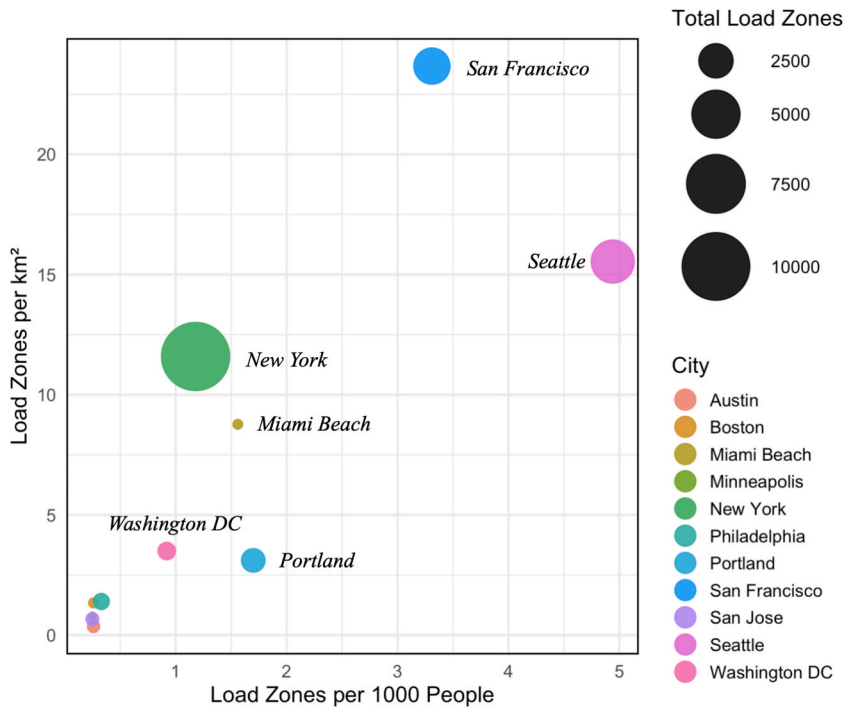 Total Load Zones
2500
5000
7500
10000
San Francisco
20
Seattle
15
New York
10
Miami Beach
Washington DC
5
Portland
0
1 2 3 4 5
Load Zones per km²
Load Zones per 1000 People
City
Austin
Boston
Miami Beach
Minneapolis
New York
Philadelphia
Portland
San Francisco
San Jose
Seattle
Washington DC